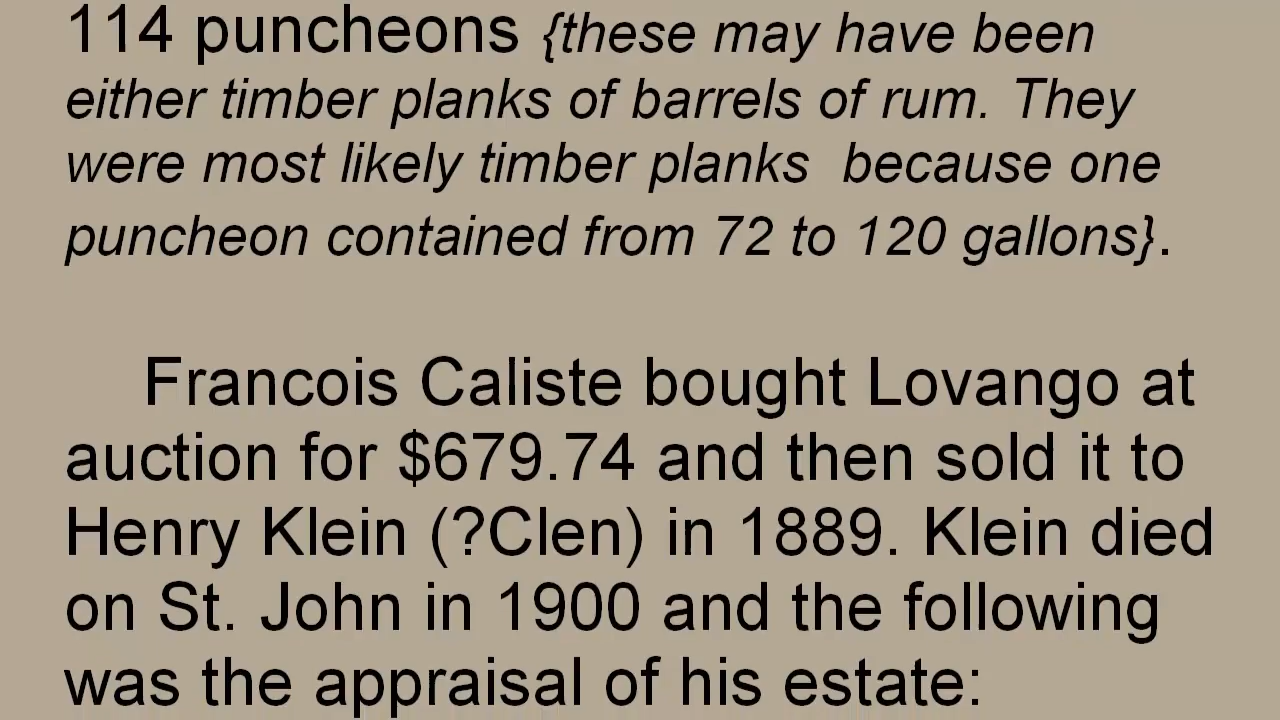 114 puncheons {these may have been
either timber planks of barrels of rum. They
were most likely timber planks  because one
puncheon contained from 72 to 120 gallons}.
Francois Caliste bought Lovango at
auction for $679.74 and then sold it to
Henry Klein (?Clen) in 1889. Klein died
on St. John in 1900 and the following
was the appraisal of his estate: